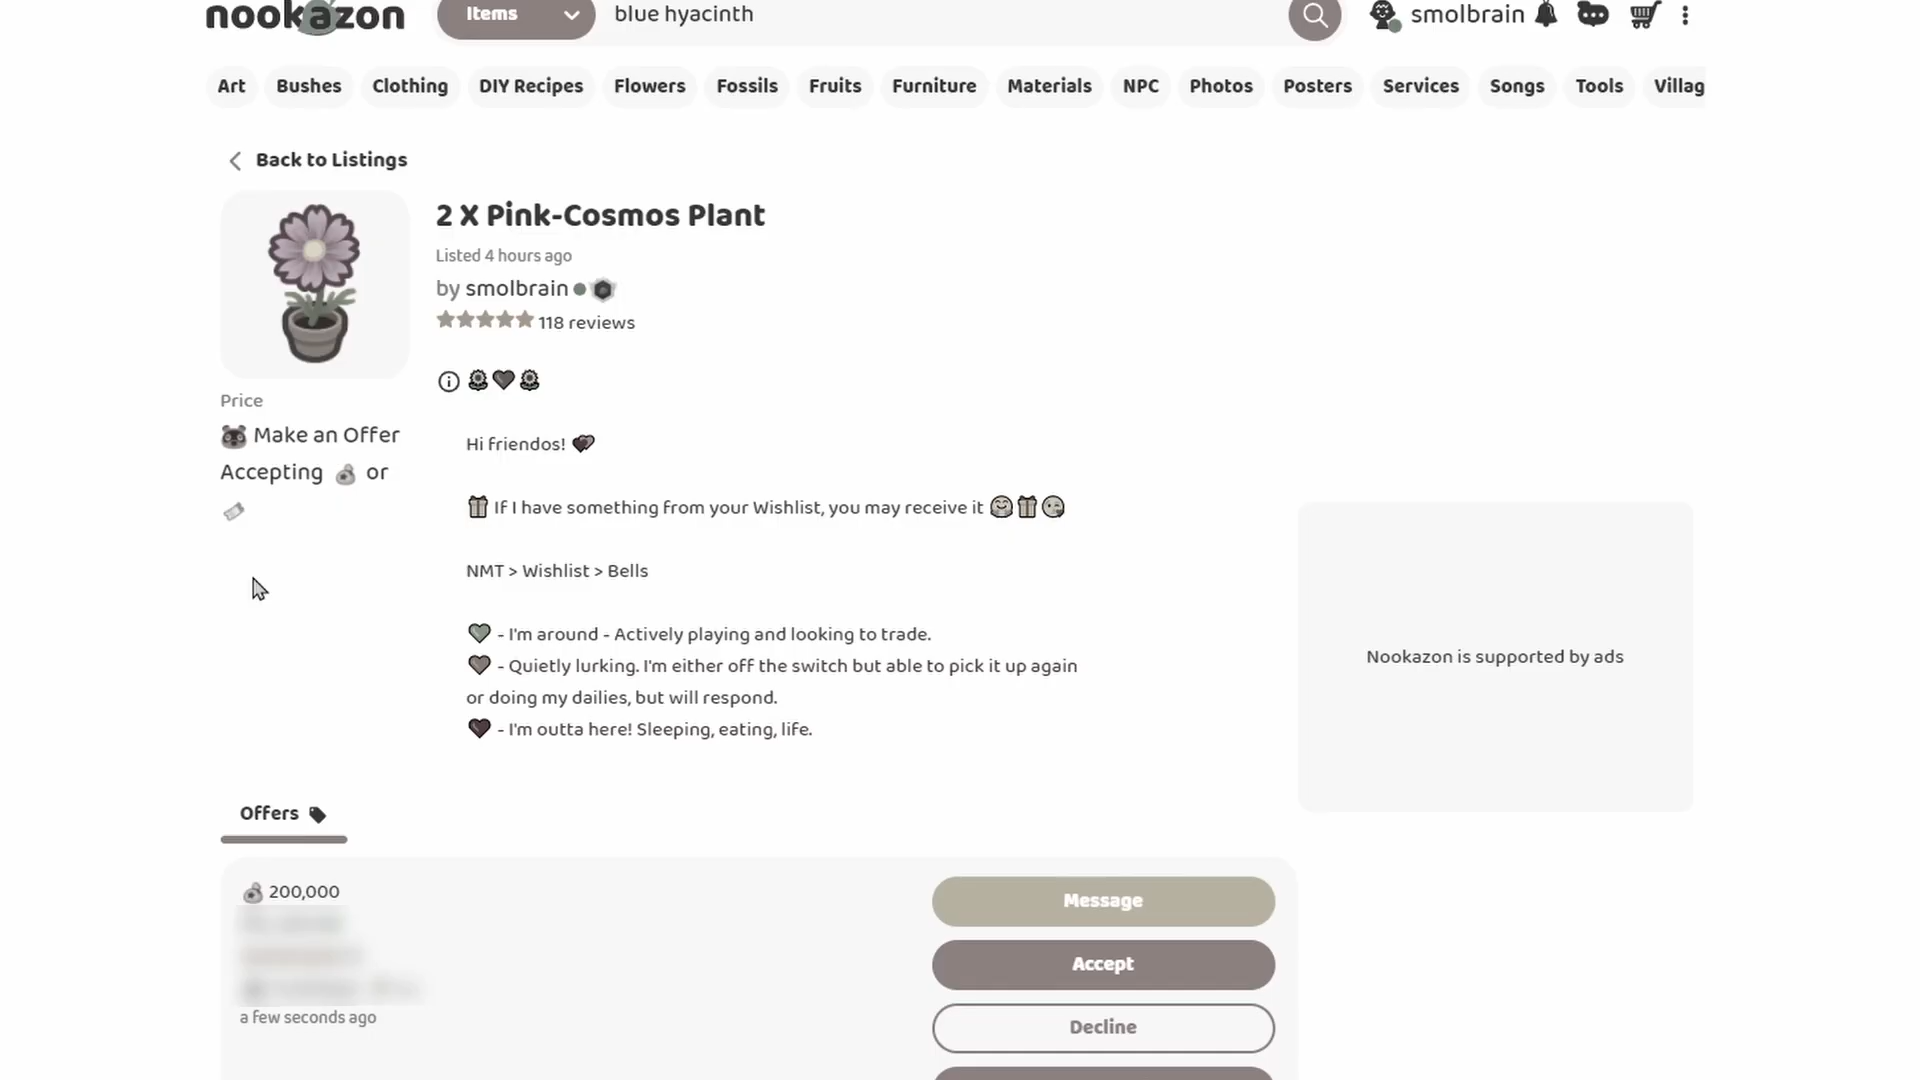 nookazon
Items
blue hyacinth
smolbrain
Art
Bushes
Clothing
DIY Recipes
Flowers
Fossils
Fruits
Furniture
Materials
NPC
Photos
Posters
Services
Songs
Tools
Villag
Back to Listings
2 X Pink-Cosmos Plant
Listed 4 hours ago
by smolbrain
118 reviews
Price
Make an Offer
Accepting or
Hi friendos!
If I have something from your Wishlist, you may receive it
NMT > Wishlist > Bells
- I'm around - Actively playing and looking to trade.
- Quietly lurking. I'm either off the switch but able to pick it up again
or doing my dailies, but will respond.
- I'm outta here! Sleeping, eating, life.
Nookazon is supported by ads
Offers
200,000
a few seconds ago
Message
Accept
Decline